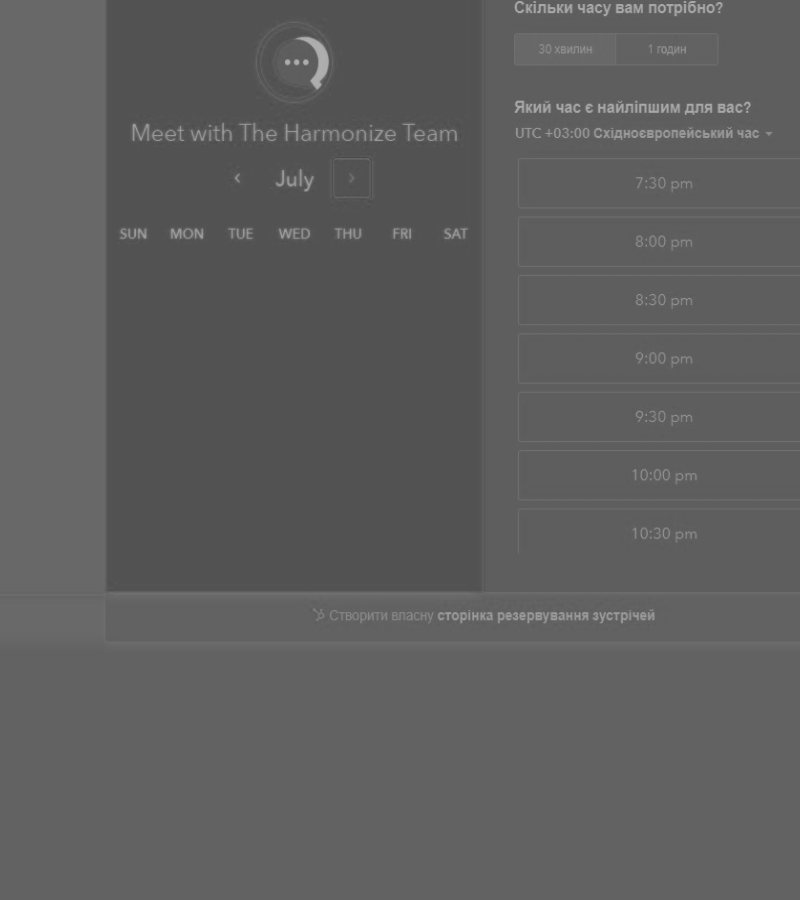 Meet with The Harmonize Team
July
SUN MON TUE WED THU FRI SAT
Скільки часу вам потрібно?
30 хвилин 1 годин
Який час є найліпшим для вас?
UTC +03:00 Східноєвропейський час
7:30 pm
8:00 pm
8:30 pm
9:00 pm
9:30 pm
10:00 pm
10:30 pm
Створити власну сторінка резервування зустрічей